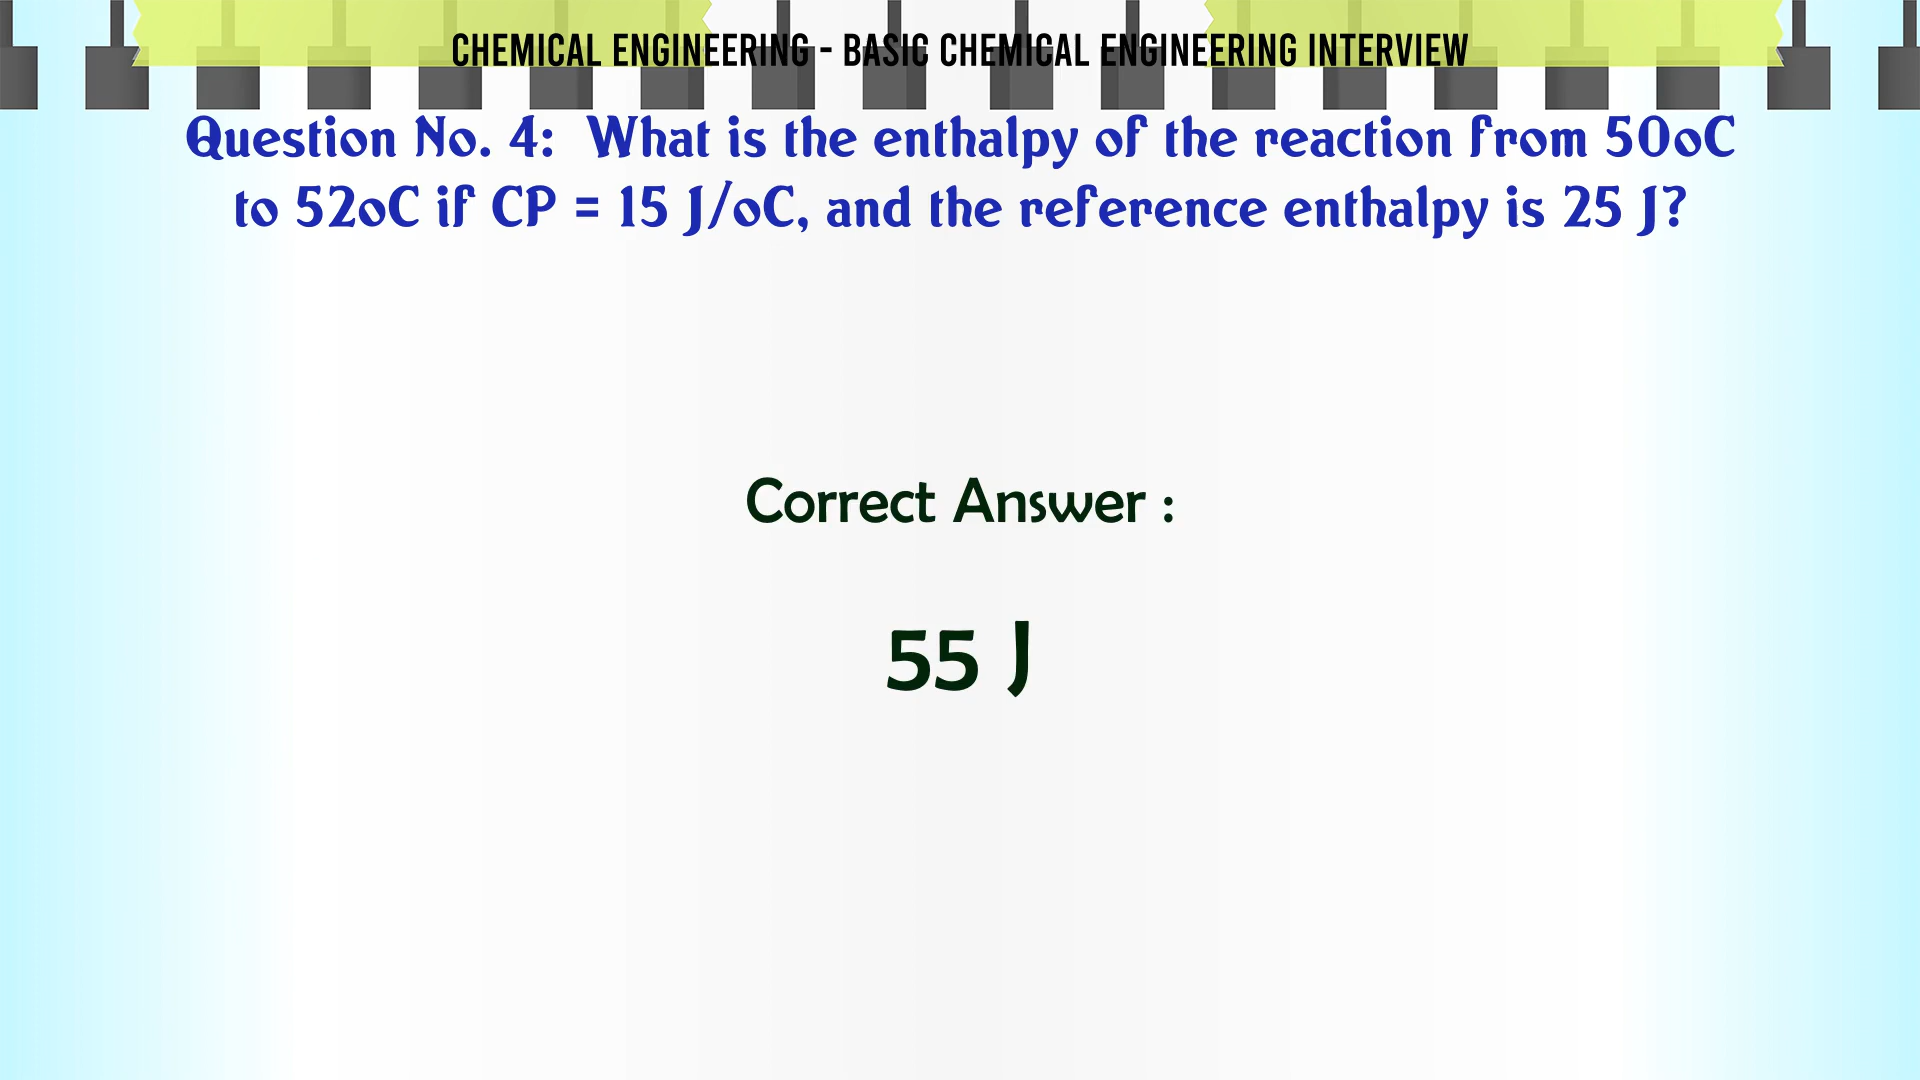 CHEMICAL ENGINEERING - BASIC CHEMICAL ENGINEERING INTERVIEW
Question No. 4:  What is the enthalpy of the reaction from 50oC
to 52oC if CP = 15 J/oC, and the reference enthalpy is 25 J?
Correct Answer :
55 J